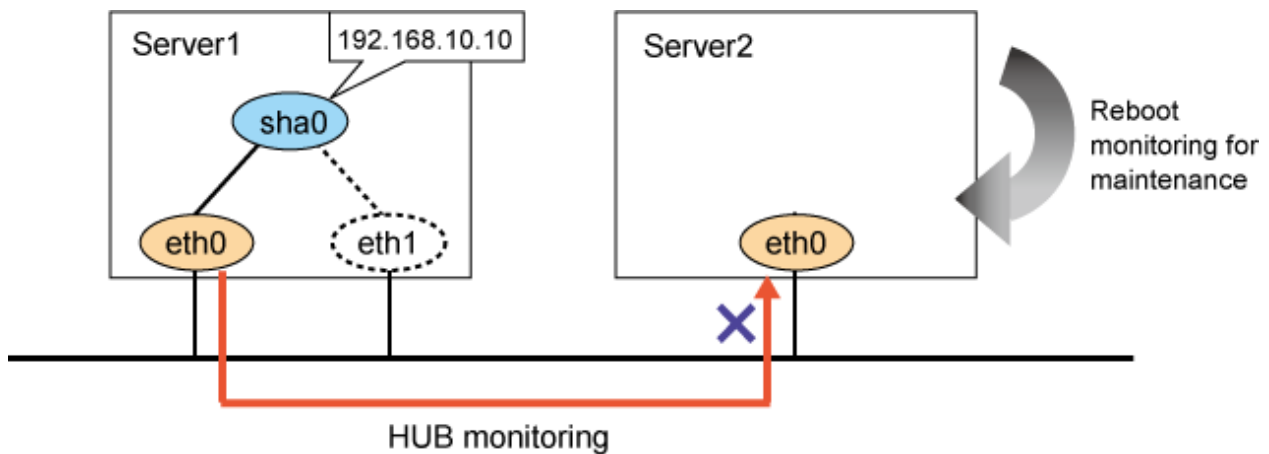 Server1
192.168.10.10
Server2
sha0
Reboot
monitoring for
maintenance
eth0
eth1
eth0
HUB monitoring